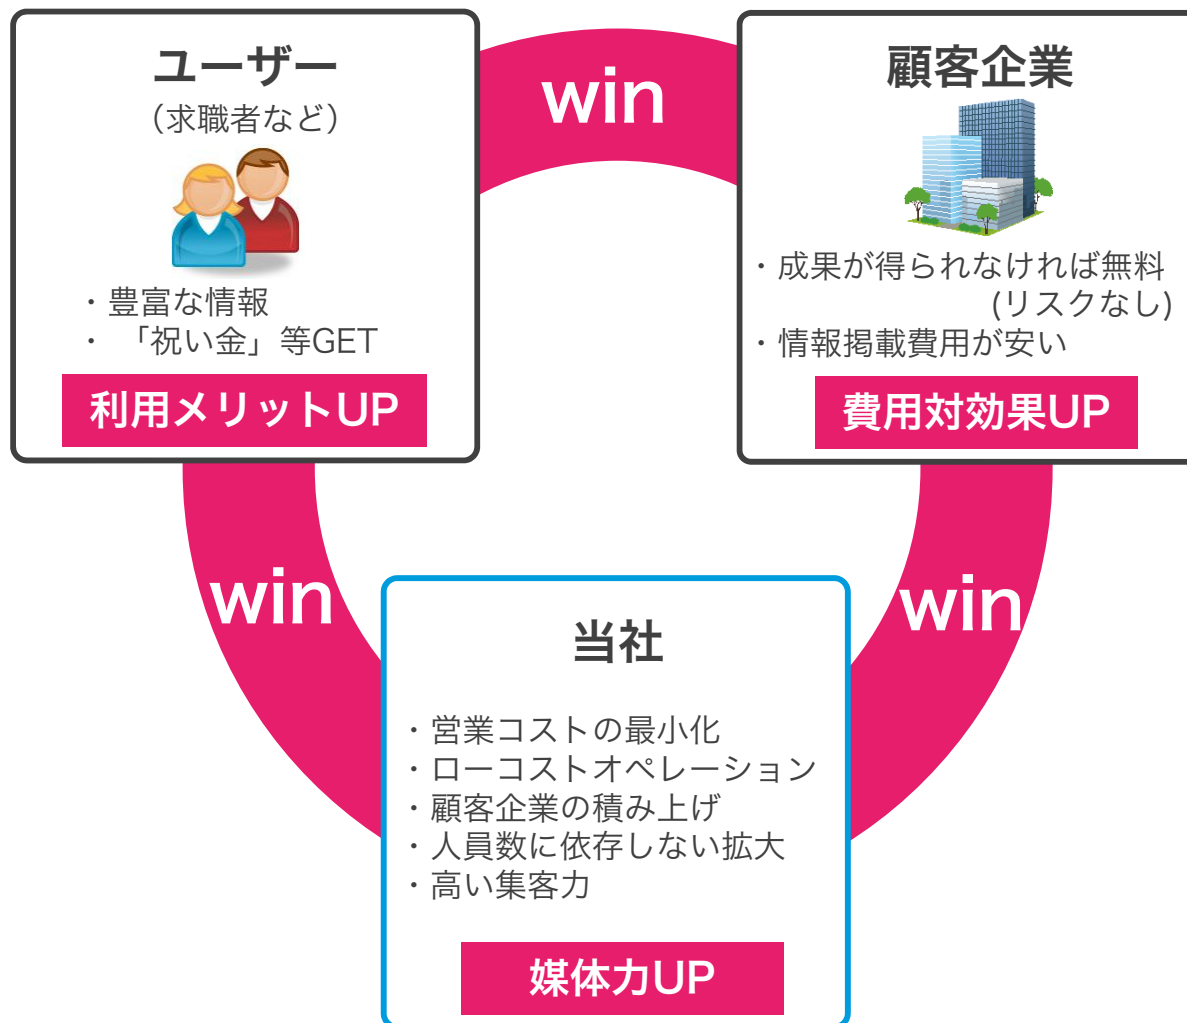 ユーザー
（求職者など）
・豊富な情報
・「祝い金」等GET
利用メリットUP
win
顧客企業
・成果が得られなければ無料
(リスクなし)
・情報掲載費用が安い
費用対効果UP
win
win
当社
・営業コストの最小化
・ローコストオペレーション
・顧客企業の積み上げ
・人員数に依存しない拡大
・高い集客力
媒体力UP